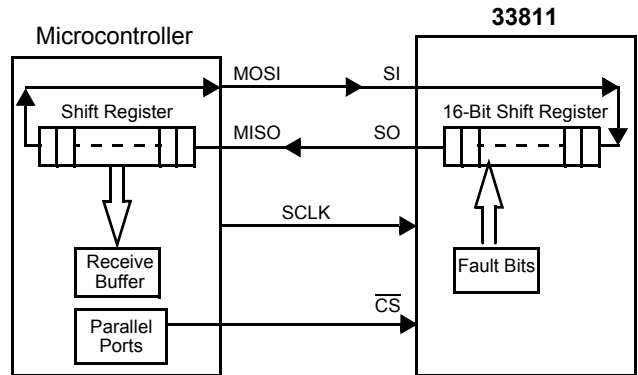 33811
Microcontroller
MOSI
SI
Shift Register
16-Bit Shift Register
MISO
SO
SCLK
Receive
Buffer
Fault Bits
CS
Parallel
Ports